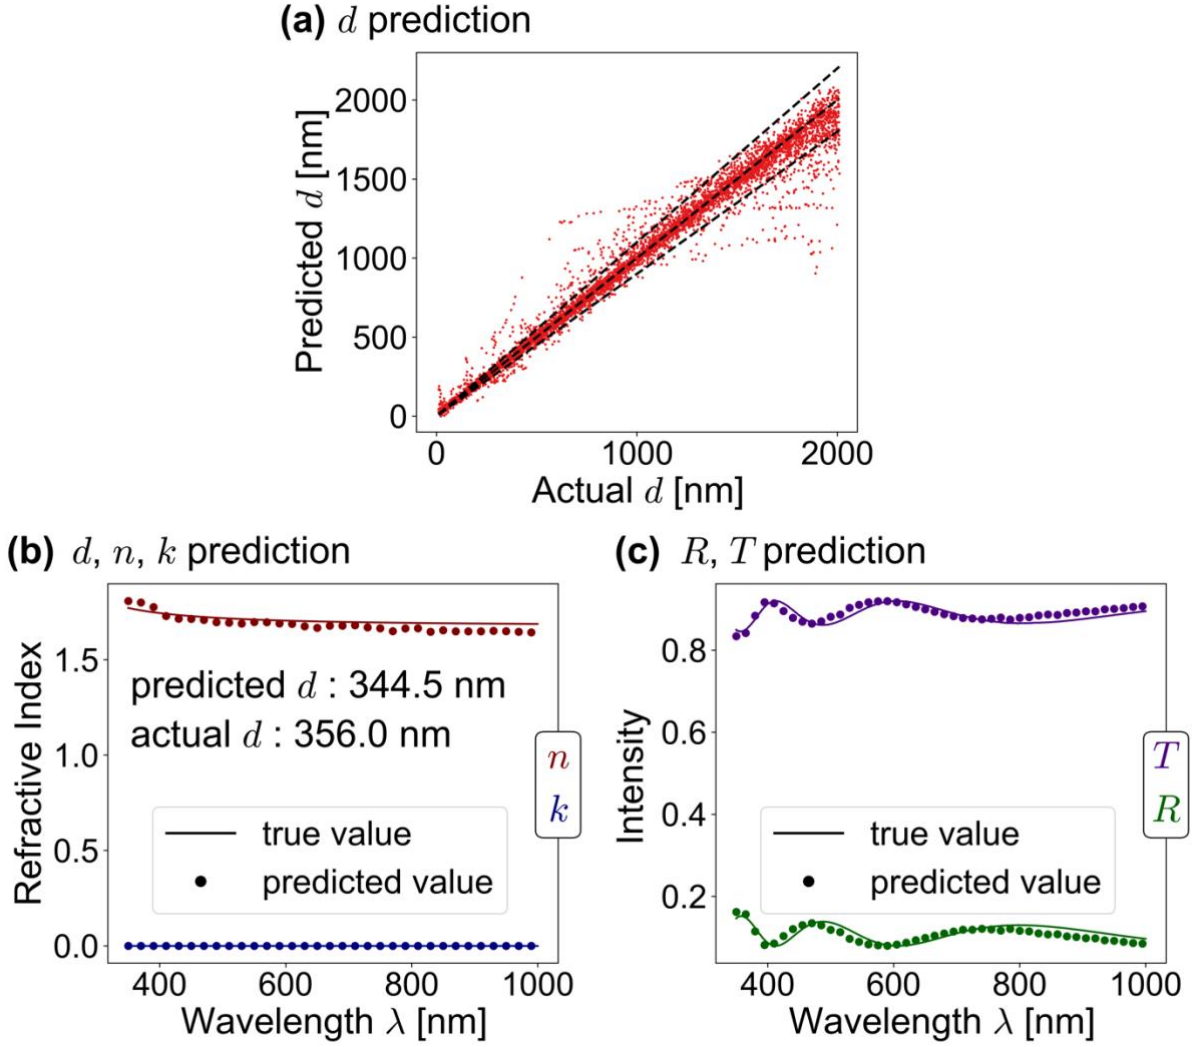 (a) d prediction
2000
1500
1000
500
0
Predicted d [nm]
0 1000 2000
Actual d [nm]
(b) d, n, k prediction
1.5
1.0
0.5
0.0
Refractive Index
predicted d : 344.5 nm
actual d : 356.0 nm
n
k
true value
predicted value
400 600 800 1000
Wavelength λ [nm]
(c) R, T prediction
0.8
0.6
0.4
0.2
Intensity
T
R
true value
predicted value
400 600 800 1000
Wavelength λ [nm]